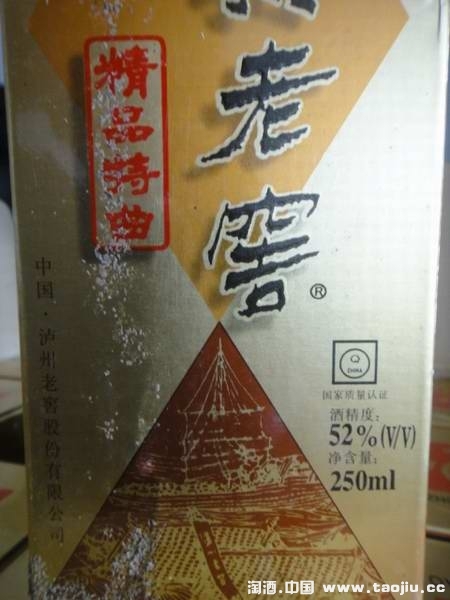 老窖®
精品特曲
中国·泸州老窖股份有限公司
Q
CHINA
国家质量认证
酒精度:
52%(V/V)
净含量:
250ml
淘酒.中国 www.taojiu.cc